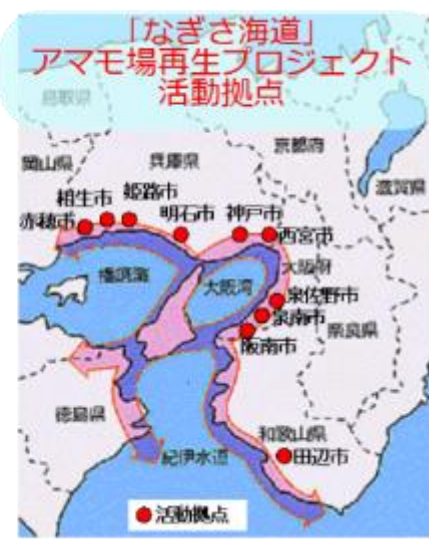 「なぎさ海道」
アマモ場再生プロジェクト
活動拠点
鳥取県
京都府
岡山県
兵庫県
滋賀県
相生市
姫路市
赤穂市
明石市
神戸市
西宮市
大阪府
播磨灘
大阪湾
泉佐野市
泉南市
奈良県
阪南市
徳島県
和歌山県
紀伊水道
田辺市
活動拠点